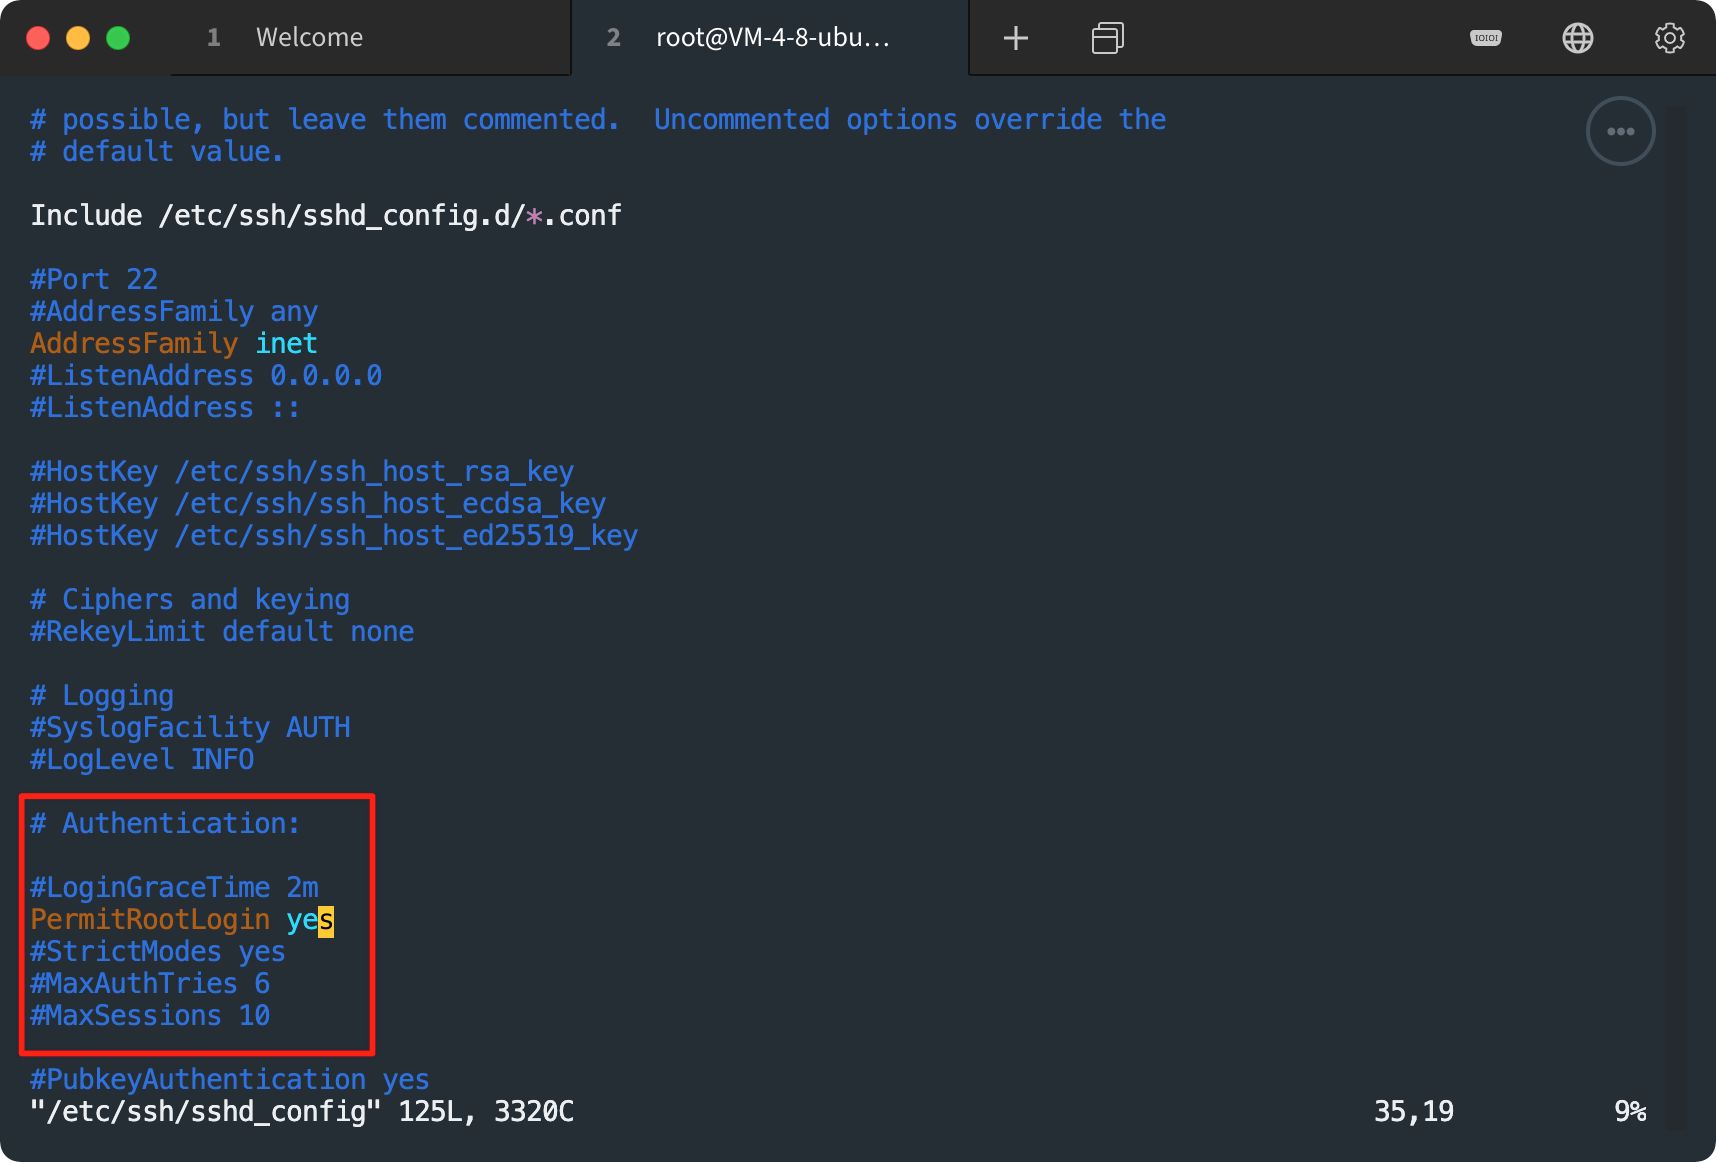 1 Welcome 2 root@VM-4-8-ubu…
IOIOI
# possible, but leave them commented.  Uncommented options override the
# default value.
Include /etc/ssh/sshd_config.d/*.conf
#Port 22
#AddressFamily any
AddressFamily inet
#ListenAddress 0.0.0.0
#ListenAddress ::
#HostKey /etc/ssh/ssh_host_rsa_key
#HostKey /etc/ssh/ssh_host_ecdsa_key
#HostKey /etc/ssh/ssh_host_ed25519_key
# Ciphers and keying
#RekeyLimit default none
# Logging
#SyslogFacility AUTH
#LogLevel INFO
# Authentication:
#LoginGraceTime 2m
PermitRootLogin yes
#StrictModes yes
#MaxAuthTries 6
#MaxSessions 10
#PubkeyAuthentication yes
"/etc/ssh/sshd_config" 125L, 3320C 35,19 9%